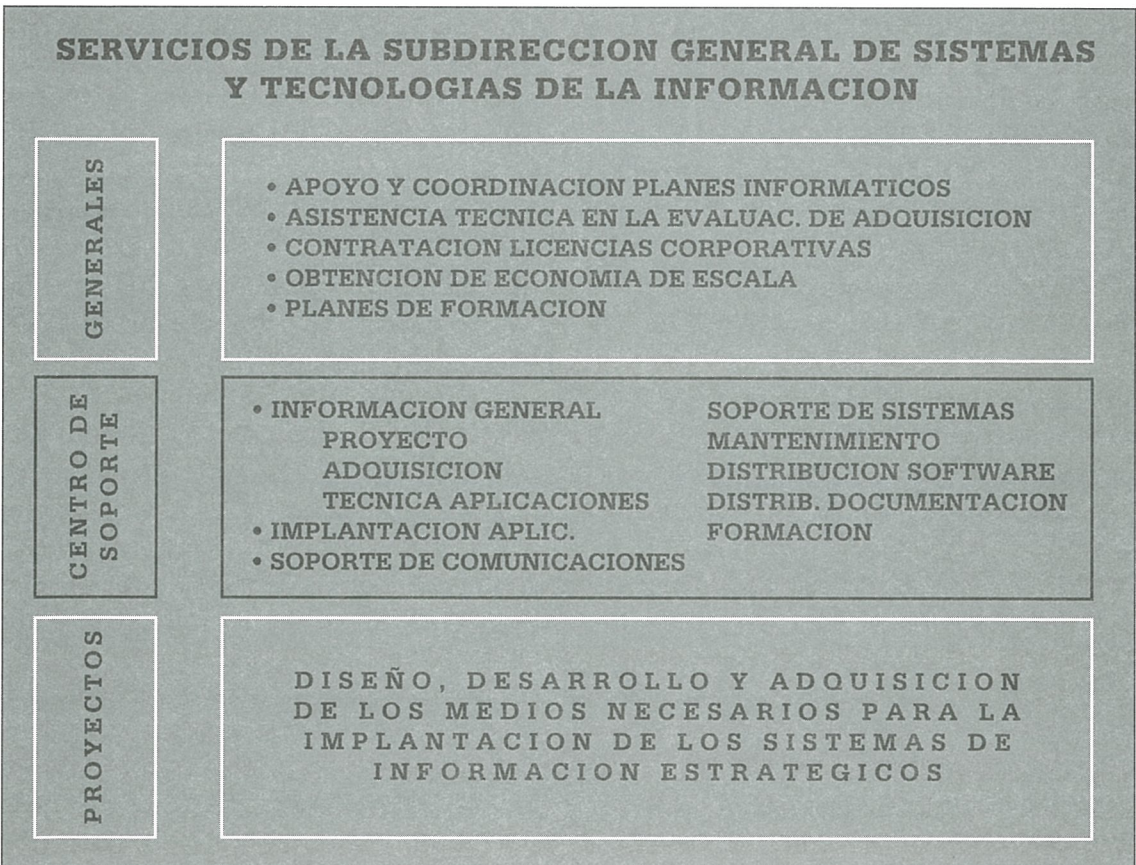 SERVICIOS DE LA SUBDIRECCION GENERAL DE SISTEMAS
Y TECNOLOGIAS DE LA INFORMACION
GENERALES
• APOYO Y COORDINACION PLANES INFORMATICOS
• ASISTENCIA TECNICA EN LA EVALUAC. DE ADQUISICION
• CONTRATACION LICENCIAS CORPORATIVAS
• OBTENCION DE ECONOMIA DE ESCALA
• PLANES DE FORMACION
CENTRO DE
SOPORTE
• INFORMACION GENERAL
PROYECTO
ADQUISICION
TECNICA APLICACIONES
• IMPLANTACION APLIC.
• SOPORTE DE COMUNICACIONES
SOPORTE DE SISTEMAS
MANTENIMIENTO
DISTRIBUCION SOFTWARE
DISTRIB. DOCUMENTACION
FORMACION
PROYECTOS
DISEÑO, DESARROLLO Y ADQUISICION
DE LOS MEDIOS NECESARIOS PARA LA
IMPLANTACION DE LOS SISTEMAS DE
INFORMACION ESTRATEGICOS